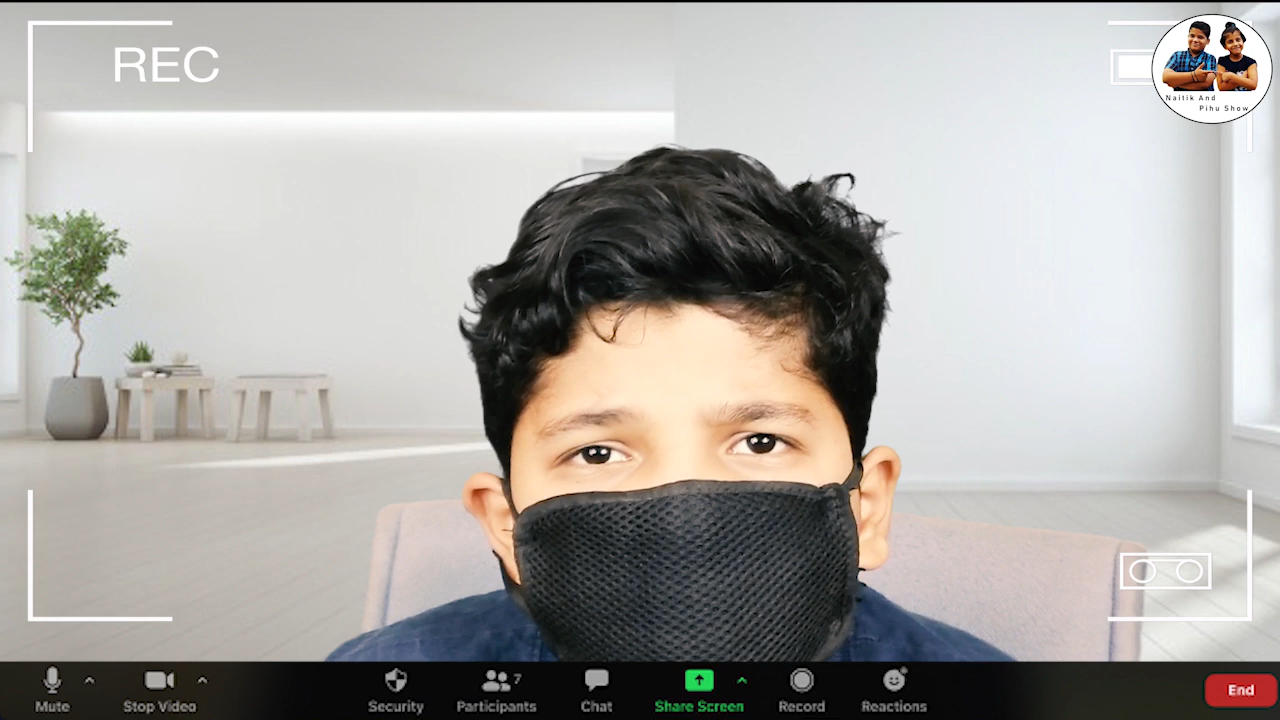 REC
Naitik And
Pihu Show
7
Mute
Stop Video
Security
Participants
Chat
Share Screen
Record
Reactions
End